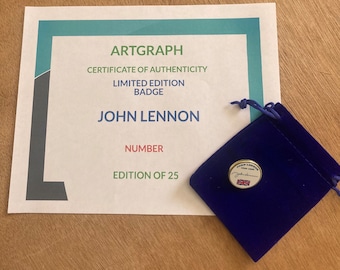 ARTGRAPH
CERTIFICATE OF AUTHENTICITY
LIMITED EDITION
BADGE
JOHN LENNON
NUMBER
EDITION OF 25